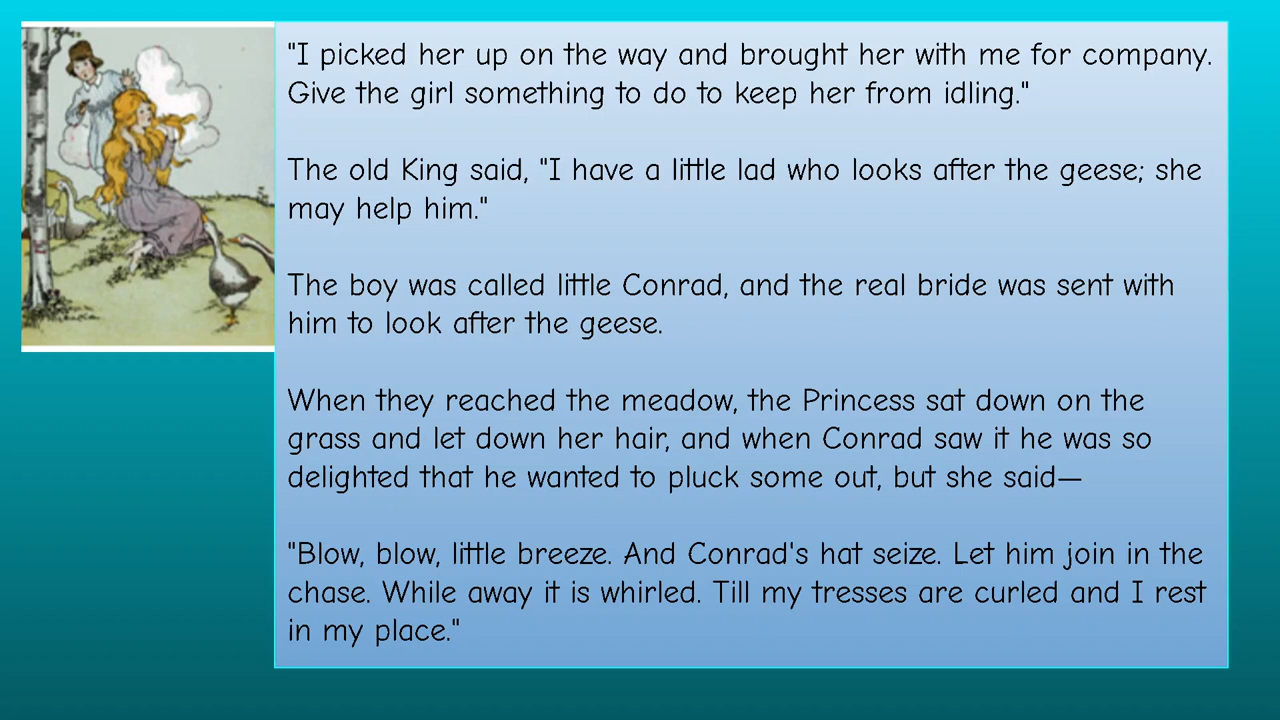 "I picked her up on the way and brought her with me for company.
Give the girl something to do to keep her from idling."
The old King said, "I have a little lad who looks after the geese; she
may help him."
The boy was called little Conrad, and the real bride was sent with
him to look after the geese.
When they reached the meadow, the Princess sat down on the
grass and let down her hair, and when Conrad saw it he was so
delighted that he wanted to pluck some out, but she said—
"Blow, blow, little breeze. And Conrad's hat seize. Let him join in the
chase. While away it is whirled. Till my tresses are curled and I rest
in my place."